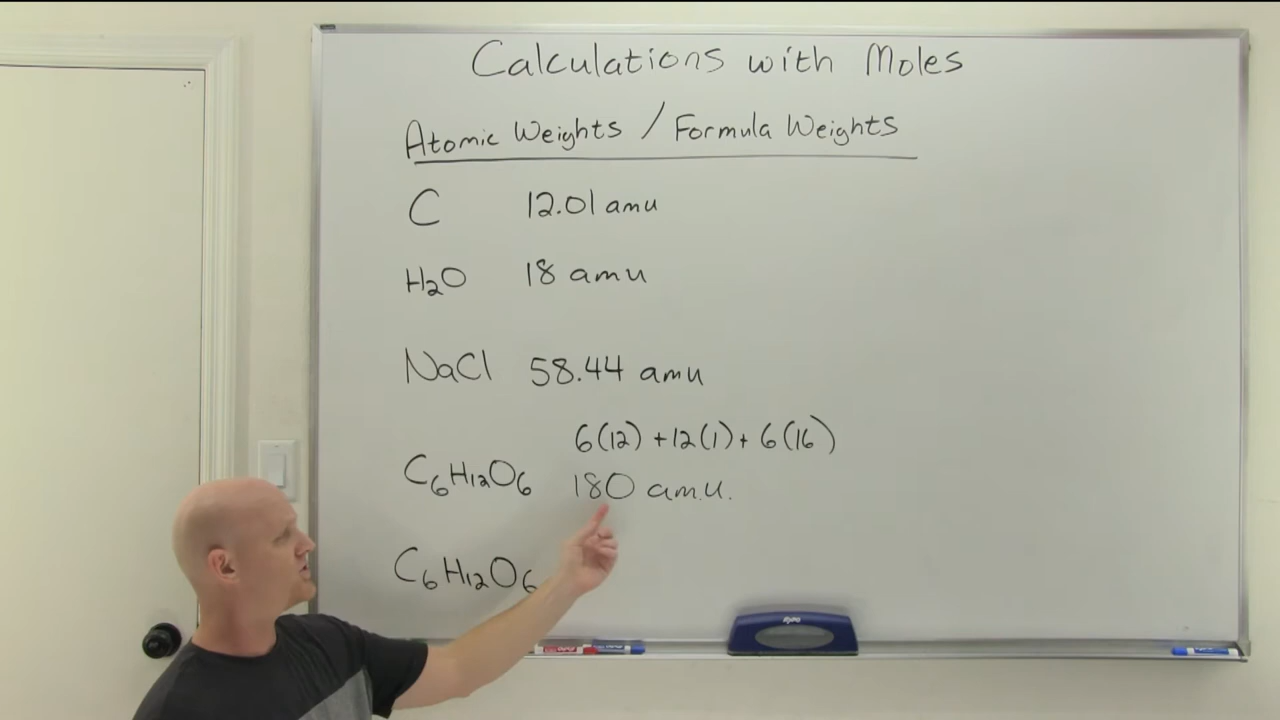 Calculations with Moles
Atomic Weights / Formula Weights
C 12.01 amu
H₂O 18 amu
NaCl 58.44 amu
6(12) + 12(1) + 6(16)
C₆H₁₂O₆ 180 a.m.u.
C₆H₁₂O₆
EXPO